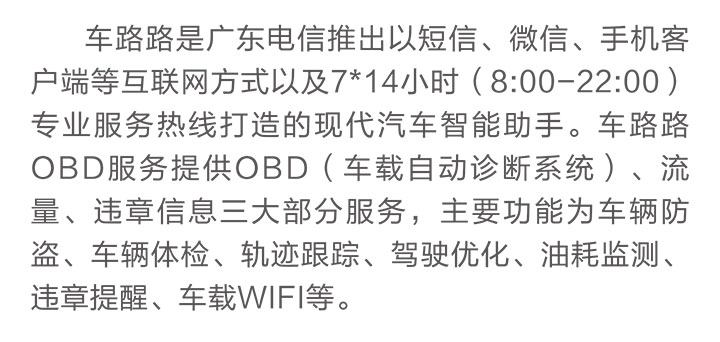 车路路是广东电信推出以短信、微信、手机客
户端等互联网方式以及7*14小时（8:00-22:00）
专业服务热线打造的现代汽车智能助手。车路路
OBD服务提供OBD（车载自动诊断系统）、流
量、违章信息三大部分服务，主要功能为车辆防
盗、车辆体检、轨迹跟踪、驾驶优化、油耗监测、
违章提醒、车载WIFI等。